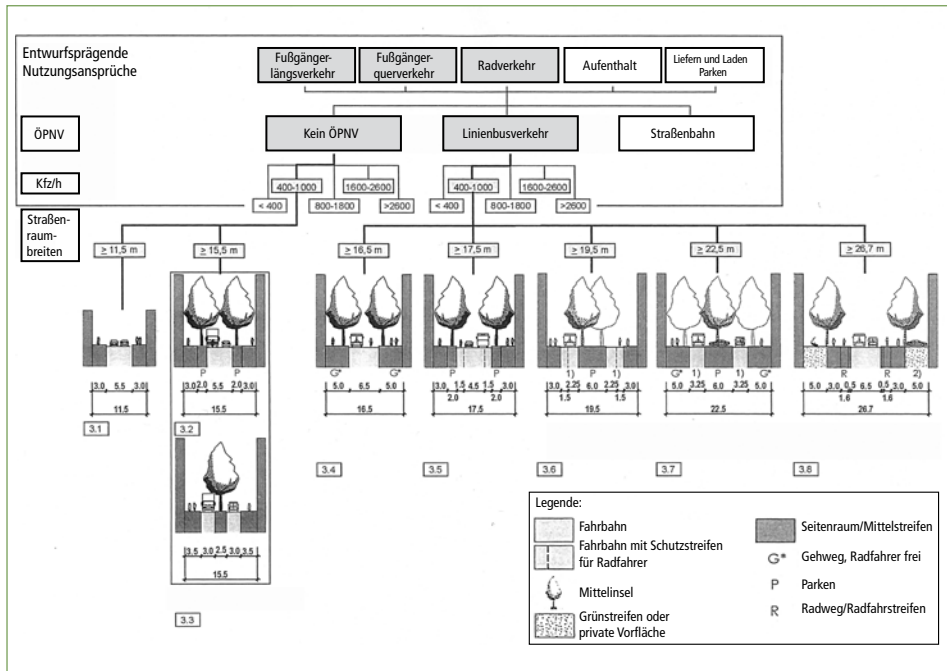 Entwurfsprägende
Nutzungsansprüche
Fußgänger-
längsverkehr
Fußgänger-
querverkehr
Radverkehr
Aufenthalt
Liefern und Laden
Parken
ÖPNV
Kein ÖPNV
Linienbusverkehr
Straßenbahn
Kfz/h
400-1000
1600-2600
400-1000
1600-2600
< 400
800-1800
>2600
< 400
800-1800
>2600
Straßen-
raum-
breiten
≥ 11,5 m
≥ 15,5 m
≥ 16,5 m
≥ 17,5 m
≥ 19,5 m
≥ 22,5 m
≥ 26,7 m
3.0 5.5 3.0
11.5
3.1
P P
3.0 2.0 5.5 2.0 3.0
15.5
3.2
3.5 3.0 2.5 3.0 3.5
15.5
3.3
G* G*
5.0 6.5 5.0
16.5
3.4
P P
3.0 1.5 4.5 1.5 3.0
2.0 2.0
17.5
3.5
1) P 1)
3.0 2.25 6.0 2.25 3.0
1.5 1.5
19.5
3.6
G* 1) P 1) G*
5.0 3.25 6.0 3.25 5.0
22.5
3.7
R R 2)
5.0 3.0 0.5 6.5 0.5 3.0 5.0
1.6 1.6
26.7
3.8
Legende:
Fahrbahn
Fahrbahn mit Schutzstreifen
für Radfahrer
Mittelinsel
Grünstreifen oder
private Vorfläche
Seitenraum/Mittelstreifen
G* Gehweg, Radfahrer frei
P Parken
R Radweg/Radfahrstreifen